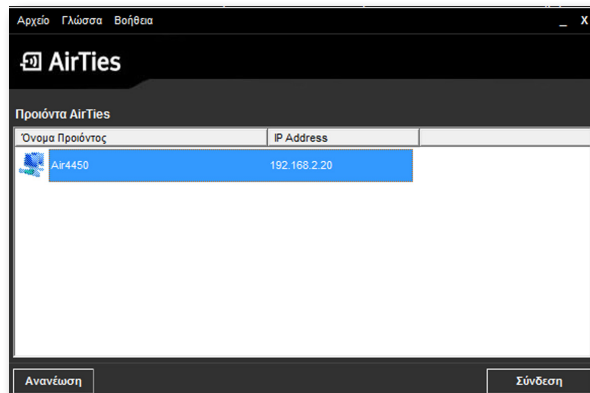 Αρχείο Γλώσσα Βοήθεια _ X
AirTies
Προιόντα AirTies
Όνομα Προιόντος IP Address
Air4450 192.168.2.20
Ανανέωση Σύνδεση